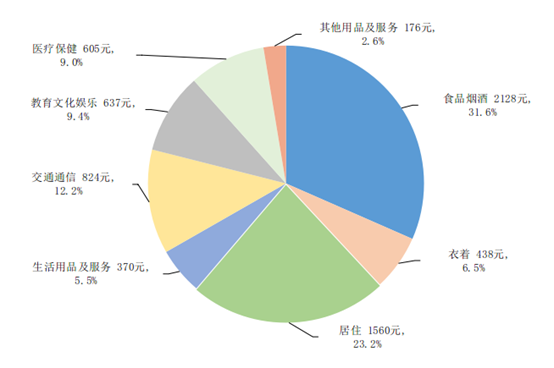 其他用品及服务 176元,
2.6%
食品烟酒 2128元,
31.6%
衣着 438元,
6.5%
居住 1560元,
23.2%
生活用品及服务 370元,
5.5%
交通通信 824元,
12.2%
教育文化娱乐 637元,
9.4%
医疗保健 605元,
9.0%